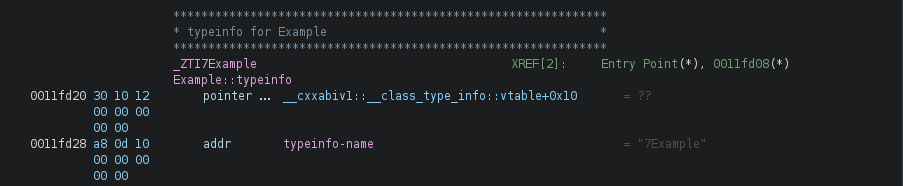 **************************************************************
* typeinfo for Example *
**************************************************************
_ZTI7Example XREF[2]: Entry Point(*), 0011fd08(*)
Example::typeinfo
0011fd20 30 10 12 pointer ... __cxxabiv1::__class_type_info::vtable+0x10 = ??
00 00 00
00 00
0011fd28 a8 0d 10 addr typeinfo-name = "7Example"
00 00 00
00 00